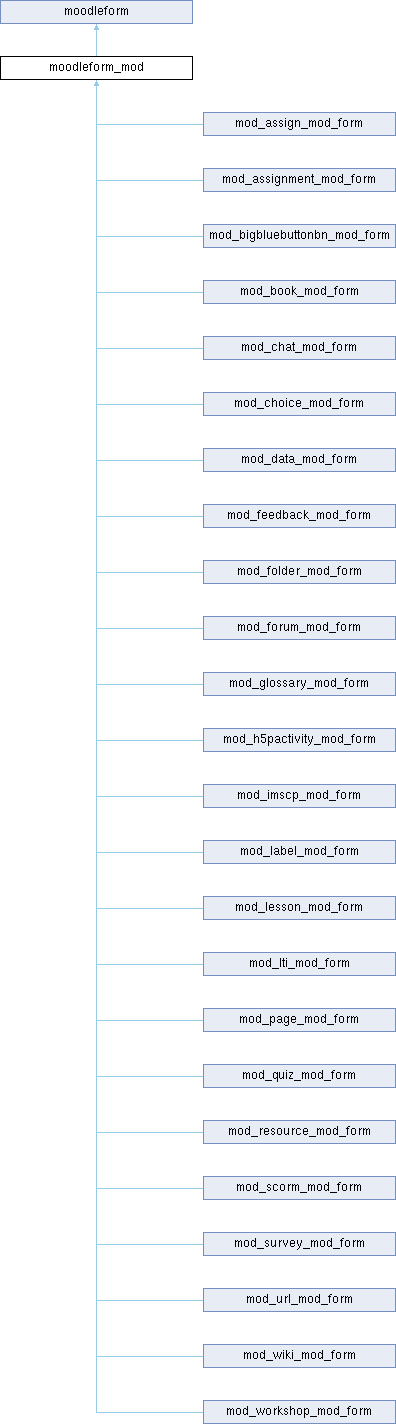 moodleform
moodleform_mod
mod_assign_mod_form
mod_assignment_mod_form
mod_bigbluebuttonbn_mod_form
mod_book_mod_form
mod_chat_mod_form
mod_choice_mod_form
mod_data_mod_form
mod_feedback_mod_form
mod_folder_mod_form
mod_forum_mod_form
mod_glossary_mod_form
mod_h5pactivity_mod_form
mod_imscp_mod_form
mod_label_mod_form
mod_lesson_mod_form
mod_lti_mod_form
mod_page_mod_form
mod_quiz_mod_form
mod_resource_mod_form
mod_scorm_mod_form
mod_survey_mod_form
mod_url_mod_form
mod_wiki_mod_form
mod_workshop_mod_form